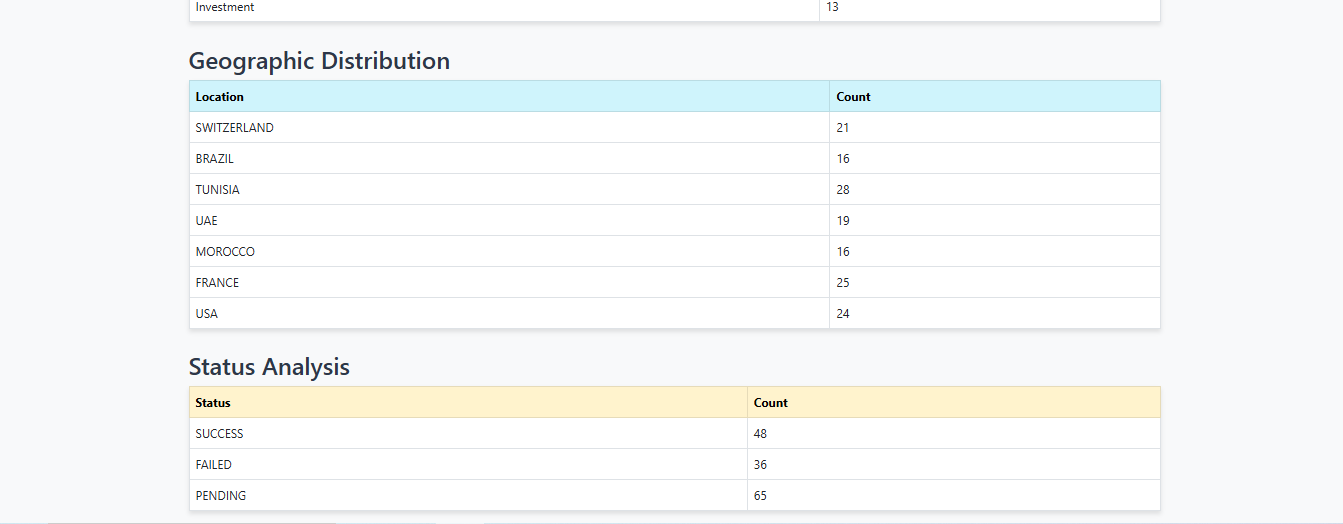 Investment 13
Geographic Distribution
Location Count
SWITZERLAND 21
BRAZIL 16
TUNISIA 28
UAE 19
MOROCCO 16
FRANCE 25
USA 24
Status Analysis
Status Count
SUCCESS 48
FAILED 36
PENDING 65